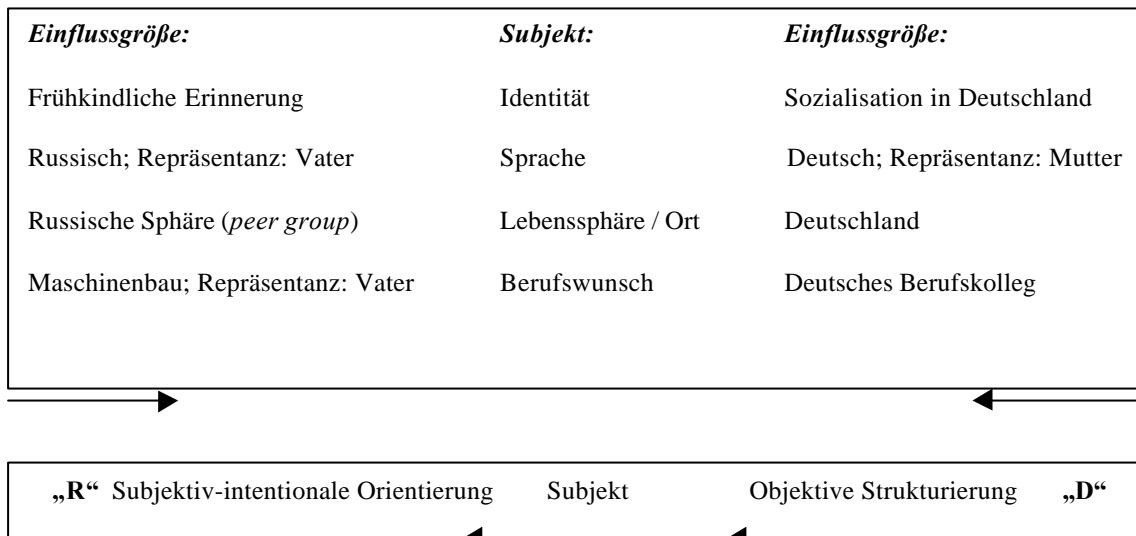 Einflussgröße: Subjekt: Einflussgröße:
Frühkindliche Erinnerung Identität Sozialisation in Deutschland
Russisch; Repräsentanz: Vater Sprache Deutsch; Repräsentanz: Mutter
Russische Sphäre (peer group) Lebenssphäre / Ort Deutschland
Maschinenbau; Repräsentanz: Vater Berufswunsch Deutsches Berufskolleg
„R“ Subjektiv-intentionale Orientierung Subjekt Objektive Strukturierung „D“